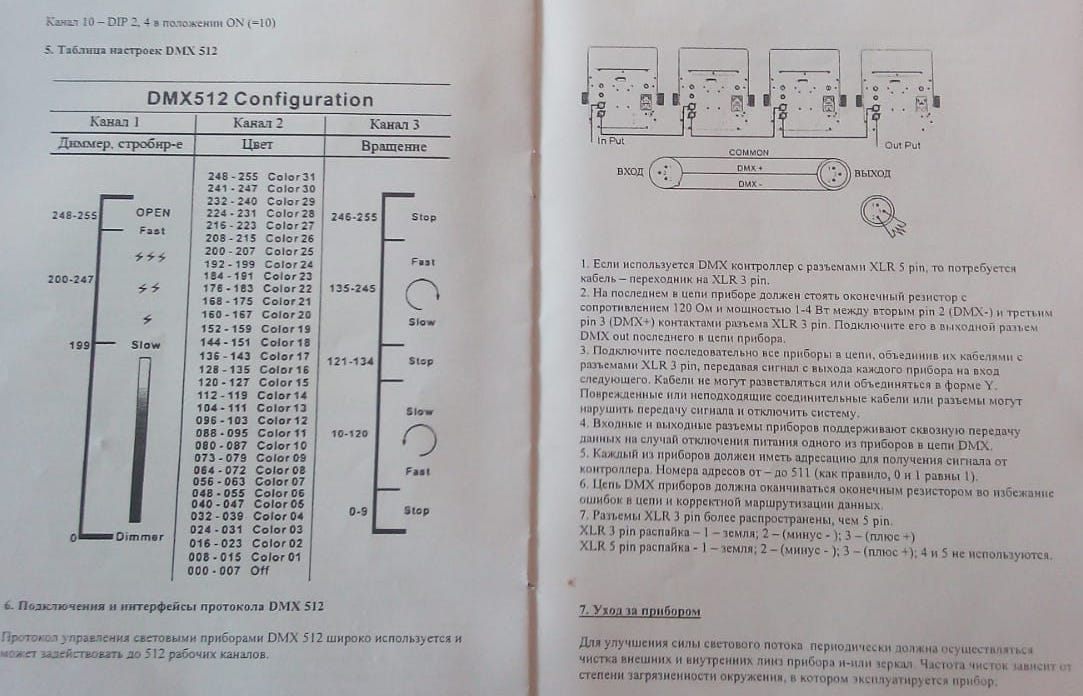 Канал 10 – DIP 2, 4 в положении ON (=10)
5. Таблица настроек DMX 512
DMX512 Configuration
Канал 1 Канал 2 Канал 3
Диммер, стробир-е Цвет Вращение
248-255 OPEN
Fast
200-247
199 Slow
0 Dimmer
248 - 255 Color 31
241 - 247 Color 30
232 - 240 Color 29
224 - 231 Color 28
216 - 223 Color 27
208 - 215 Color 26
200 - 207 Color 25
192 - 199 Color 24
184 - 191 Color 23
176 - 183 Color 22
168 - 175 Color 21
160 - 167 Color 20
152 - 159 Color 19
144 - 151 Color 18
136 - 143 Color 17
128 - 135 Color 16
120 - 127 Color 15
112 - 119 Color 14
104 - 111 Color 13
096 - 103 Color 12
088 - 095 Color 11
080 - 087 Color 10
073 - 079 Color 09
064 - 072 Color 08
056 - 063 Color 07
048 - 055 Color 06
040 - 047 Color 05
032 - 039 Color 04
024 - 031 Color 03
016 - 023 Color 02
008 - 015 Color 01
000 - 007 Off
246-255 Stop
Fast
135-245
Slow
121-134 Stop
Slow
10-120
Fast
0-9 Stop
6. Подключения и интерфейсы протокола DMX 512
Протокол управления световыми приборами DMX 512 широко используется и
может задействовать до 512 рабочих каналов.
In Put
Out Put
COMMON
ВХОД DMX + ВЫХОД
DMX -
1. Если используется DMX контроллер с разъемами XLR 5 pin, то потребуется
кабель – переходник на XLR 3 pin.
2. На последнем в цепи приборе должен стоять оконечный резистор с
сопротивлением 120 Ом и мощностью 1-4 Вт между вторым pin 2 (DMX-) и третьим
pin 3 (DMX+) контактами разъема XLR 3 pin. Подключите его в выходной разъем
DMX out последнего в цепи прибора.
3. Подключите последовательно все приборы в цепи, объединив их кабелями с
разъемами XLR 3 pin, передавая сигнал с выхода каждого прибора на вход
следующего. Кабели не могут разветвляться или объединяться в форме Y.
Поврежденные или неподходящие соединительные кабели или разъемы могут
нарушить передачу сигнала и отключить систему.
4. Входные и выходные разъемы приборов поддерживают сквозную передачу
данных на случай отключения питания одного из приборов в цепи DMX.
5. Каждый из приборов должен иметь адресацию для получения сигнала от
контроллера. Номера адресов от – до 511 (как правило, 0 и 1 равны 1).
6. Цепь DMX приборов должна оканчиваться оконечным резистором во избежание
ошибок в цепи и корректной маршрутизации данных.
7. Разъемы XLR 3 pin более распространены, чем 5 pin.
XLR 3 pin распайка – 1 – земля; 2 – (минус - ); 3 – (плюс +)
XLR 5 pin распайка - 1 – земля; 2 – (минус - ); 3 – (плюс +); 4 и 5 не используются.
7. Уход за прибором
Для улучшения силы светового потока периодически должна осуществляться
чистка внешних и внутренних линз прибора и-или зеркал. Частота чисток зависит от
степени загрязненности окружения, в котором эксплуатируется прибор.